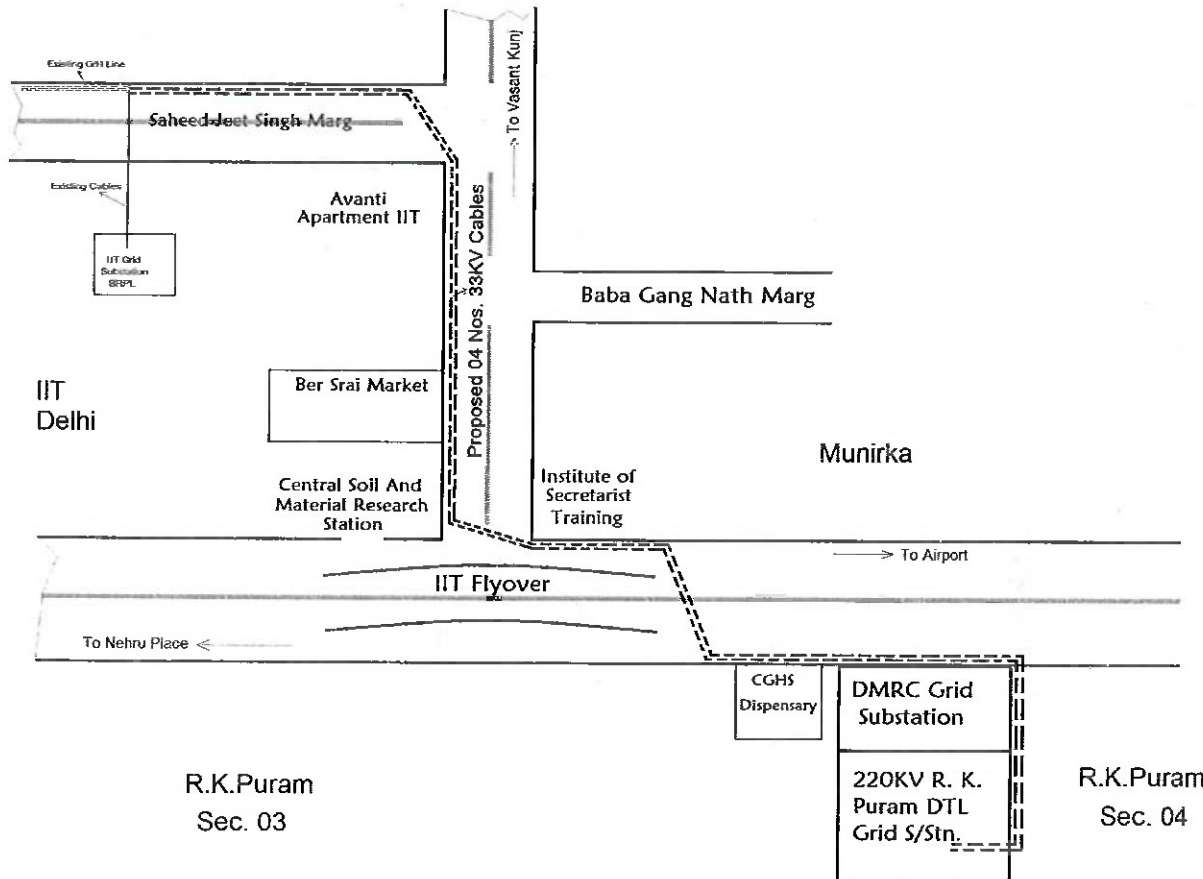 Existing Grid Line
To Vasant Kunj
Saheed Jeet Singh Marg
Existing Cables
Avanti
Apartment IIT
IIT Grid
Substation
BRPL
Proposed 04 Nos. 33KV Cables
Baba Gang Nath Marg
IIT
Delhi
Ber Srai Market
Munirka
Central Soil And
Material Research
Station
Institute of
Secretarist
Training
To Airport
IIT Flyover
To Nehru Place
CGHS
Dispensary
DMRC Grid
Substation
R.K.Puram
Sec. 03
220KV R. K.
Puram DTL
Grid S/Stn.
R.K.Puram
Sec. 04